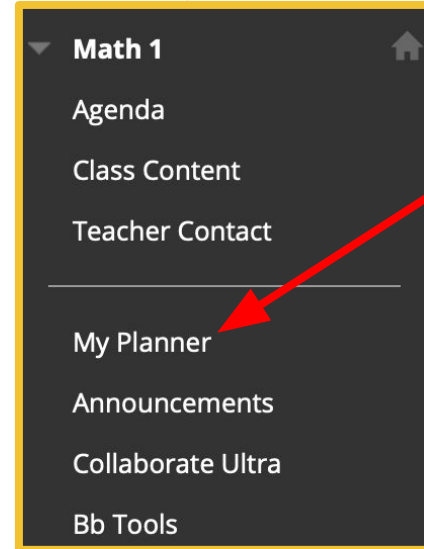 Math 1
Agenda
Class Content
Teacher Contact
My Planner
Announcements
Collaborate Ultra
Bb Tools